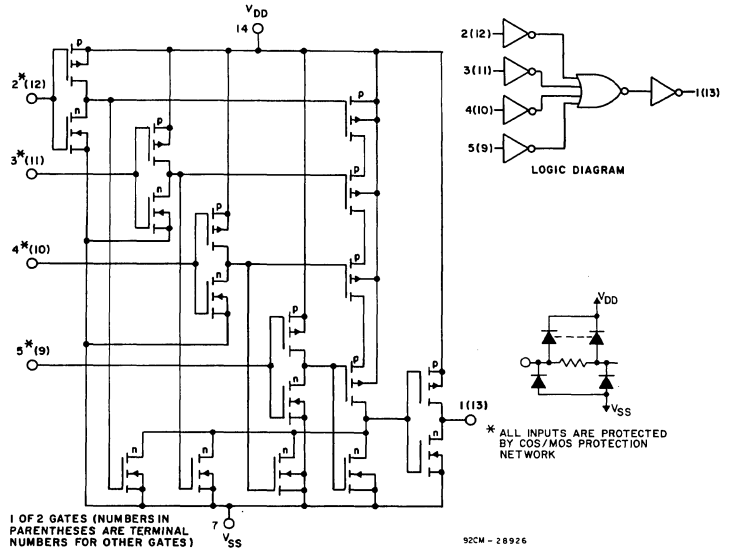 VDD
14
p
2*(12)
n
p
3*(11)
n
p
p
p
4*(10)
n
p
p
5*(9)
n
p
p
1(13)
n
n
n
n
n
7
VSS
1 OF 2 GATES (NUMBERS IN
PARENTHESES ARE TERMINAL
NUMBERS FOR OTHER GATES)
2(12)
3(11)
4(10)
5(9)
1(13)
LOGIC DIAGRAM
VDD
VSS
* ALL INPUTS ARE PROTECTED
BY COS/MOS PROTECTION
NETWORK
92CM-28926